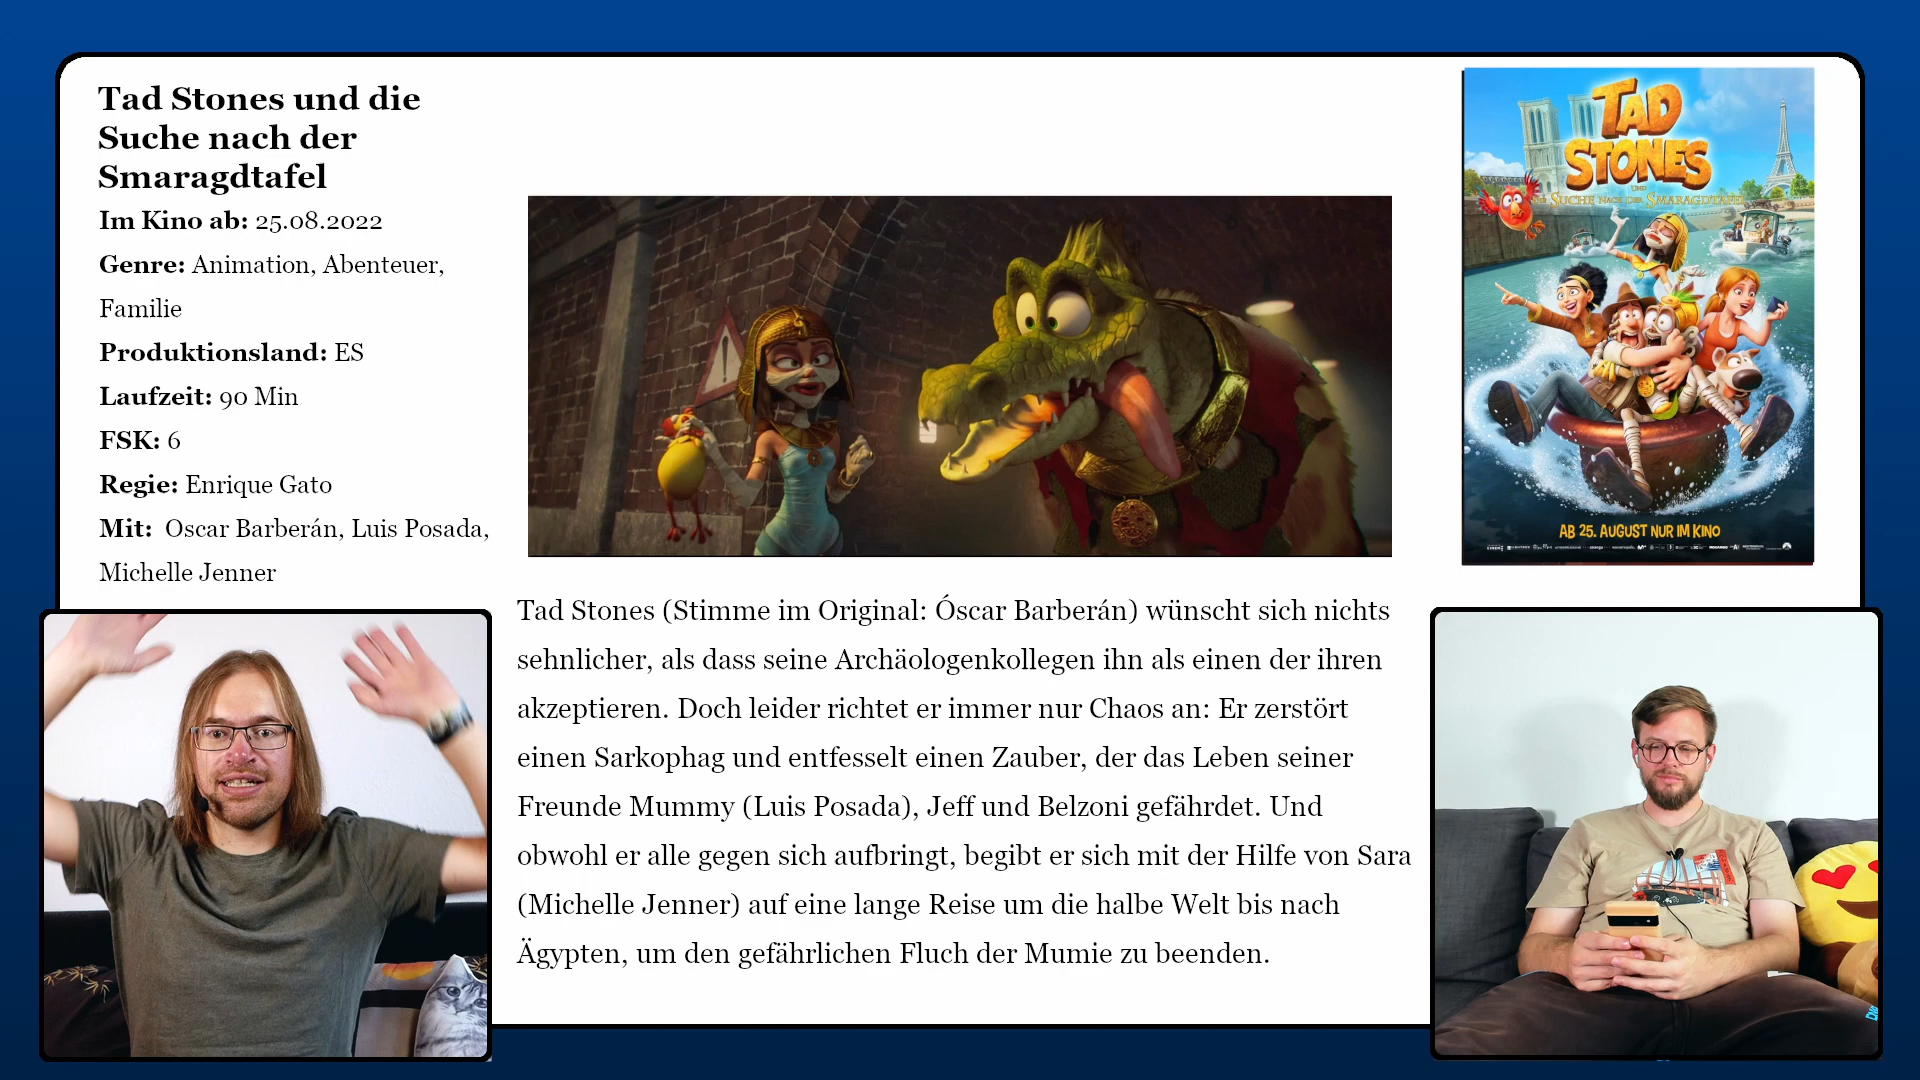 Tad Stones und die
Suche nach der
Smaragdtafel
Im Kino ab: 25.08.2022
Genre: Animation, Abenteuer,
Familie
Produktionsland: ES
Laufzeit: 90 Min
FSK: 6
Regie: Enrique Gato
Mit: Oscar Barberán, Luis Posada,
Michelle Jenner
TAD
STONES
UND
DIE SUCHE NACH DER SMARAGDTAFEL
AB 25. AUGUST NUR IM KINO
Tad Stones (Stimme im Original: Óscar Barberán) wünscht sich nichts
sehnlicher, als dass seine Archäologenkollegen ihn als einen der ihren
akzeptieren. Doch leider richtet er immer nur Chaos an: Er zerstört
einen Sarkophag und entfesselt einen Zauber, der das Leben seiner
Freunde Mummy (Luis Posada), Jeff und Belzoni gefährdet. Und
obwohl er alle gegen sich aufbringt, begibt er sich mit der Hilfe von Sara
(Michelle Jenner) auf eine lange Reise um die halbe Welt bis nach
Ägypten, um den gefährlichen Fluch der Mumie zu beenden.